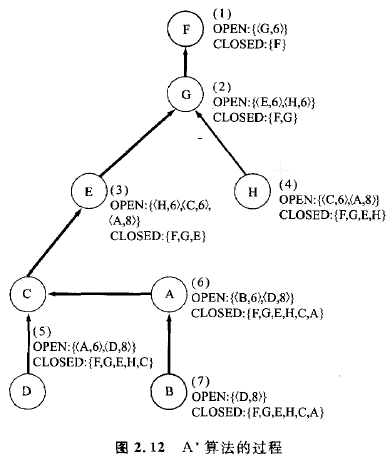 (1)
F
OPEN:{⟨G,6⟩}
CLOSED:{F}
(2)
G
OPEN:{⟨E,6⟩,⟨H,6⟩}
CLOSED:{F,G}
E
(3)
OPEN:{⟨H,6⟩,⟨C,6⟩,
⟨A,8⟩}
CLOSED:{F,G,E}
H
(4)
OPEN:{⟨C,6⟩,⟨A,8⟩}
CLOSED:{F,G,E,H}
C
(5)
OPEN:{⟨A,6⟩,⟨D,8⟩}
CLOSED:{F,G,E,H,C}
A
(6)
OPEN:{⟨B,6⟩,⟨D,8⟩}
CLOSED:{F,G,E,H,C,A}
D
B
(7)
OPEN:{⟨D,8⟩}
CLOSED:{F,G,E,H,C,A}
图 2.12 A* 算法的过程